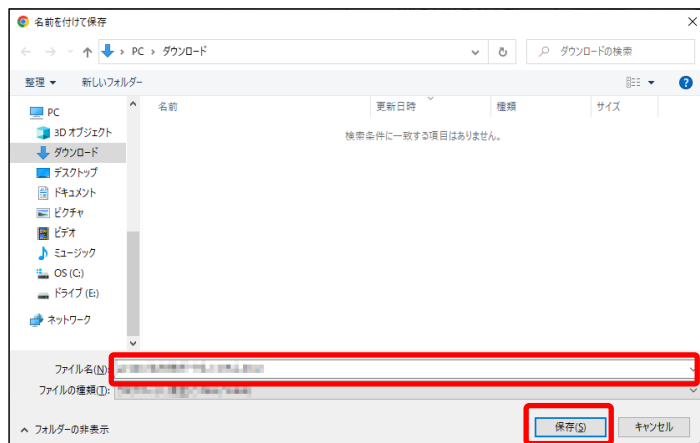 名前を付けて保存
PC › ダウンロード
ダウンロードの検索
整理 新しいフォルダー
名前 更新日時 種類 サイズ
検索条件に一致する項目はありません。
PC
3D オブジェクト
ダウンロード
デスクトップ
ドキュメント
ピクチャ
ビデオ
ミュージック
OS (C:)
ドライブ (E:)
ネットワーク
ファイル名(N):
ファイルの種類(T):
フォルダーの非表示
保存(S) キャンセル